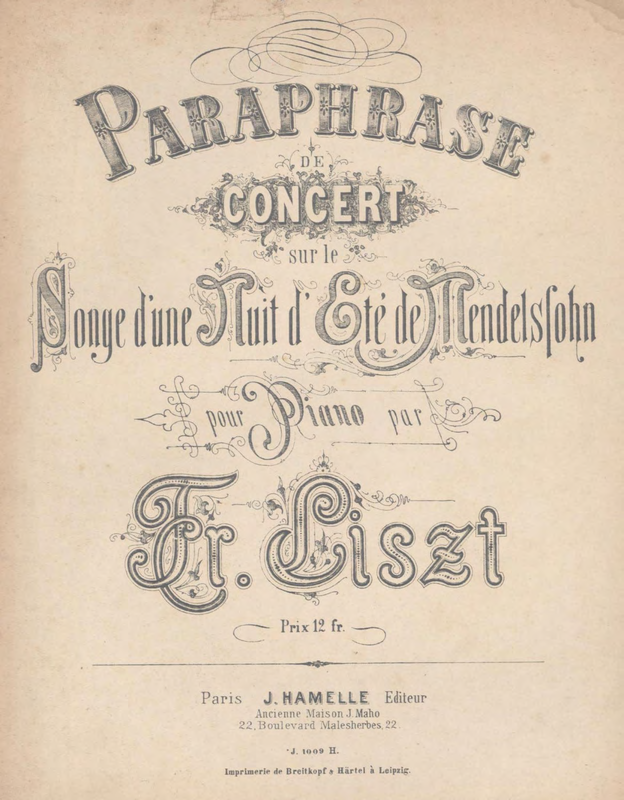 PARAPHRASE
DE
CONCERT
sur le
Songe d'une Nuit d'Eté de Mendelsſohn
pour Piano par
Fr. Liszt
Prix 12 fr.
Paris J. HAMELLE Editeur
Ancienne Maison J. Maho
22, Boulevard Malesherbes, 22.
J. 1009 H.
Imprimerie de Breitkopf & Härtel à Leipzig.